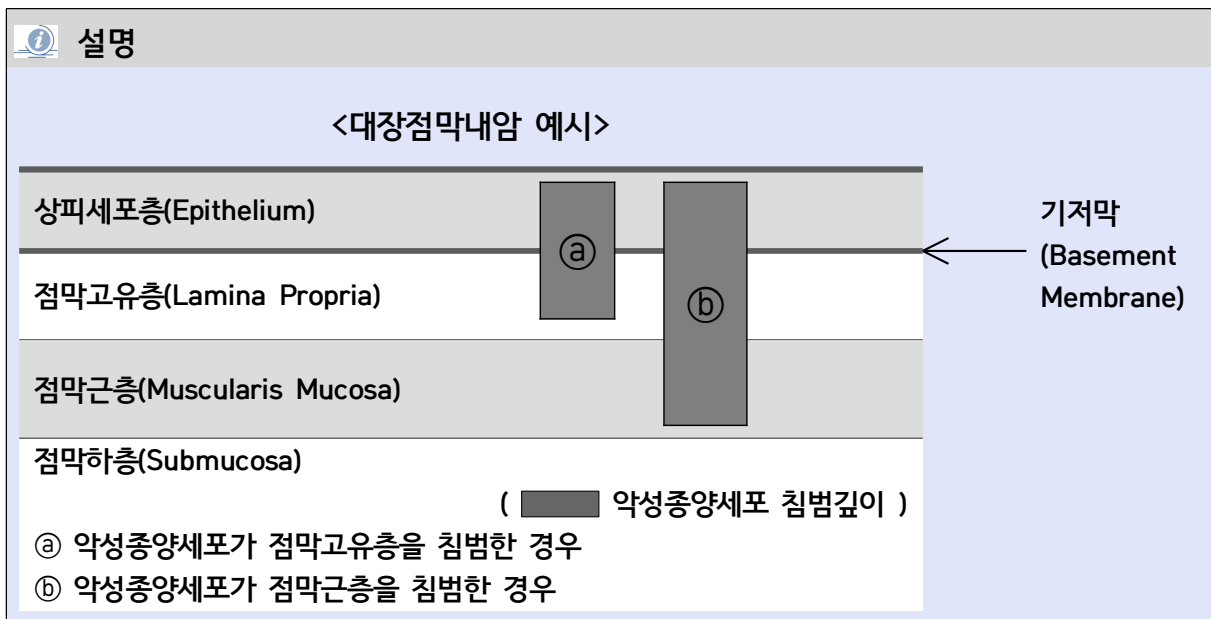 설명
<대장점막내암 예시>
상피세포층(Epithelium)
ⓐ
기저막
(Basement
Membrane)
점막고유층(Lamina Propria)
ⓑ
점막근층(Muscularis Mucosa)
점막하층(Submucosa)
( 악성종양세포 침범깊이 )
ⓐ 악성종양세포가 점막고유층을 침범한 경우
ⓑ 악성종양세포가 점막근층을 침범한 경우